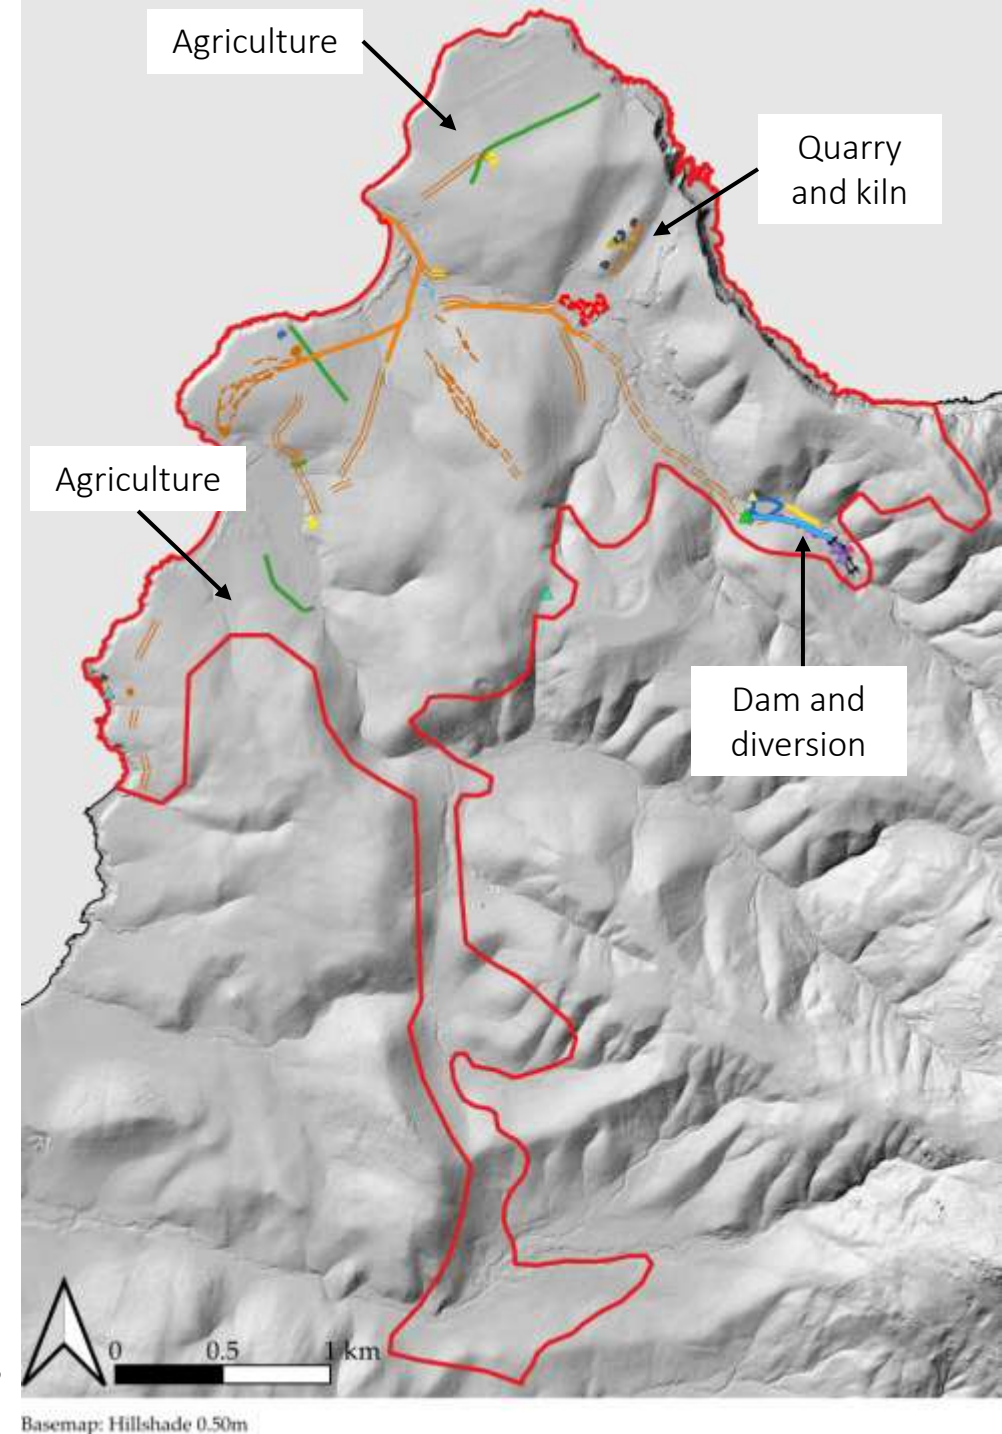 Agriculture
Quarry
and kiln
Agriculture
Dam and
diversion
0 0.5 1 km
Basemap: Hillshade 0.50m